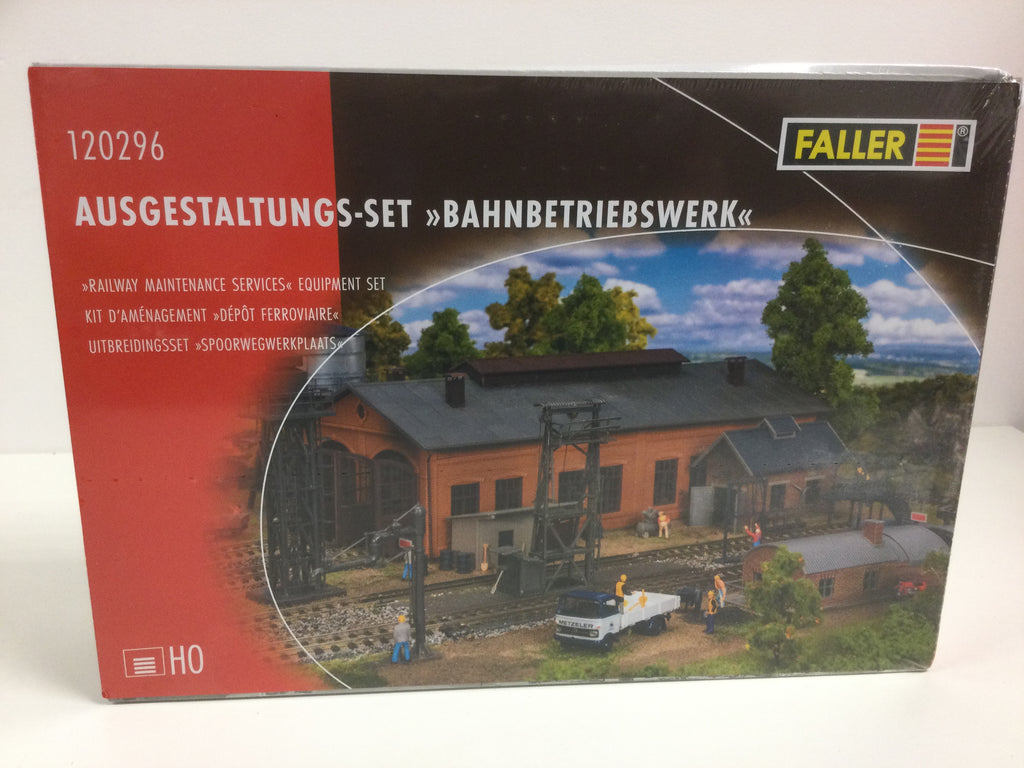 120296
FALLER®
AUSGESTALTUNGS-SET »BAHNBETRIEBSWERK«
»RAILWAY MAINTENANCE SERVICES« EQUIPMENT SET
KIT D'AMÉNAGEMENT »DÉPÔT FERROVIAIRE«
UITBREIDINGSSET »SPOORWEGWERKPLAATS«
METZELER
H0